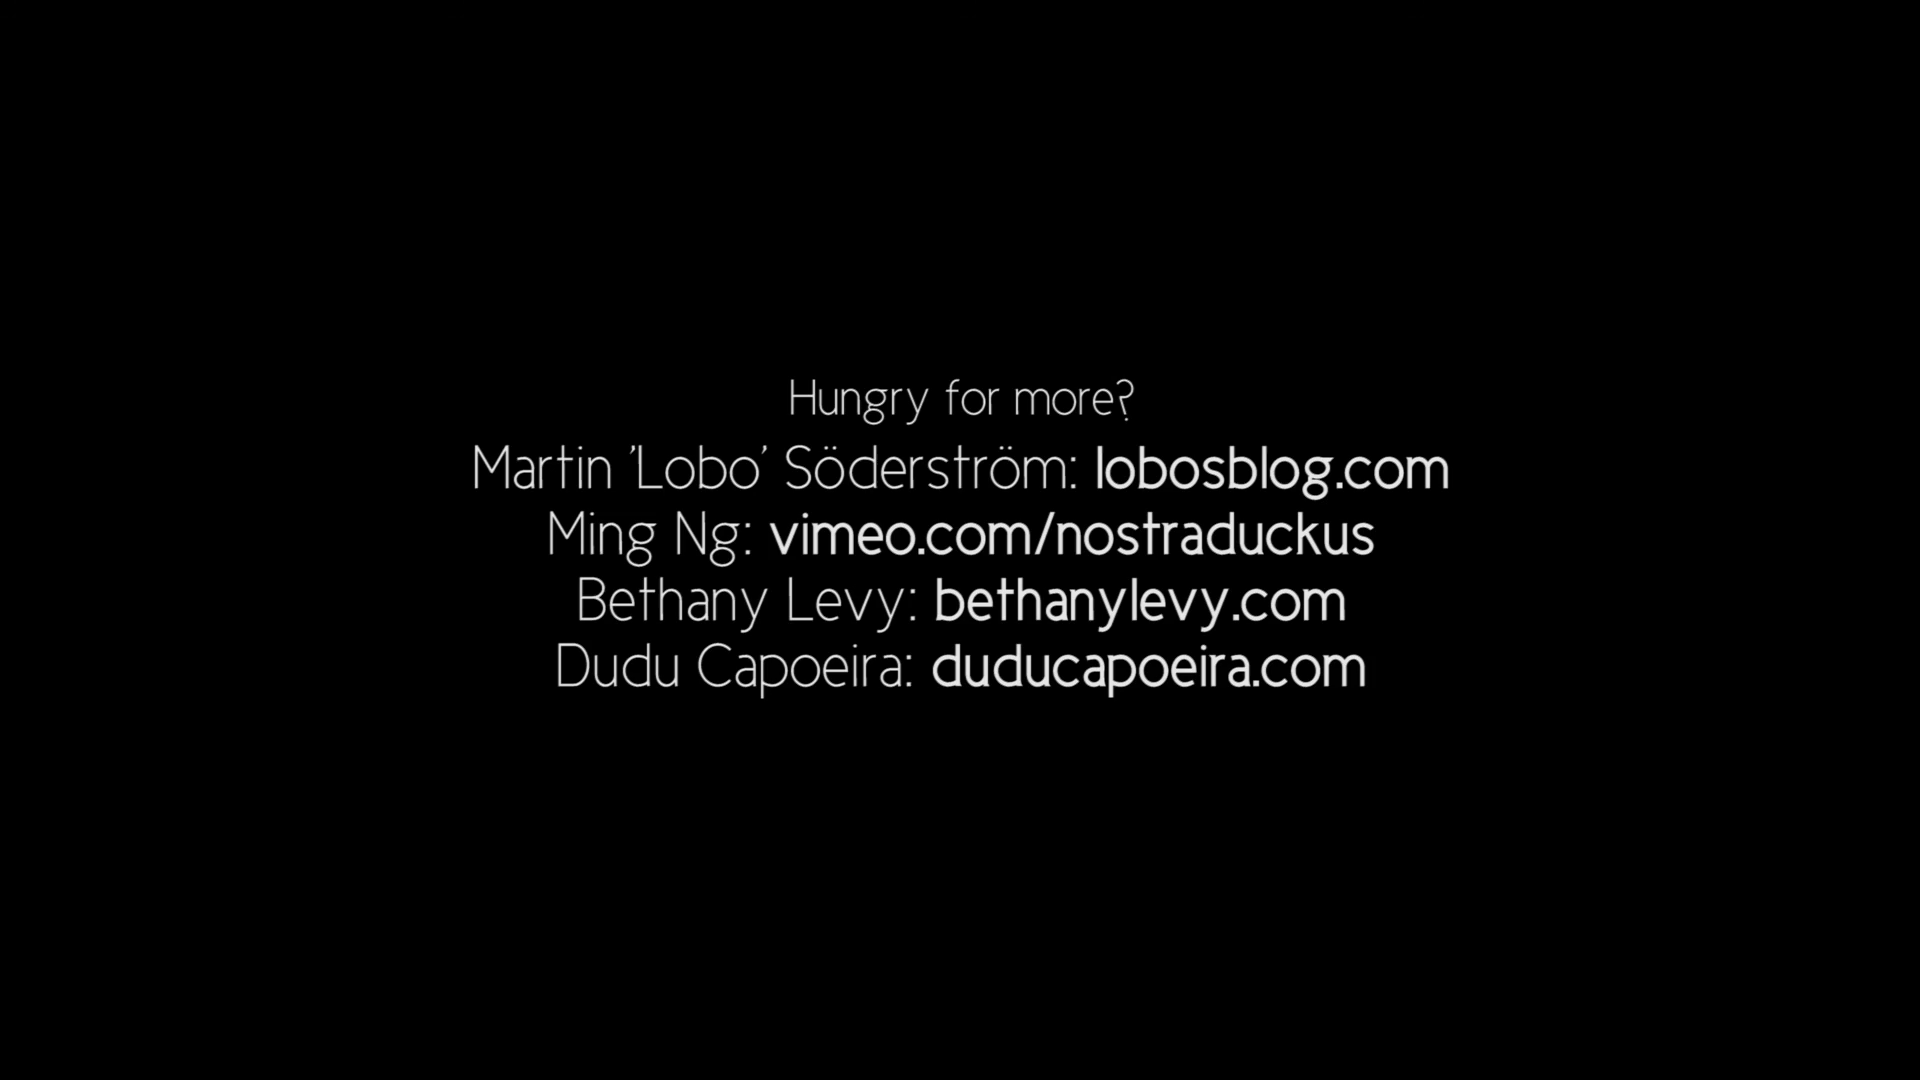 Hungry for more?
Martin 'Lobo' Söderström: lobosblog.com
Ming Ng: vimeo.com/nostraduckus
Bethany Levy: bethanylevy.com
Dudu Capoeira: duducapoeira.com